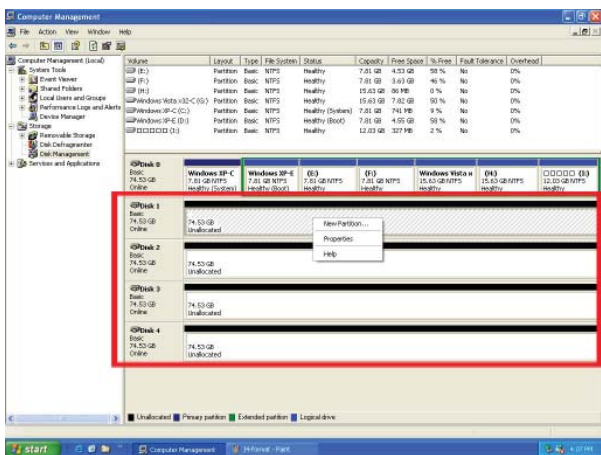 Computer Management
File Action View Window Help
Computer Management (Local)
System Tools
Event Viewer
Shared Folders
Local Users and Groups
Performance Logs and Alerts
Device Manager
Storage
Removable Storage
Disk Defragmenter
Disk Management
Services and Applications
Volume Layout Type File System Status Capacity Free Space % Free Fault Tolerance Overhead
(E:) Partition Basic NTFS Healthy 7.81 GB 4.53 GB 58 % No 0%
(F:) Partition Basic NTFS Healthy 7.81 GB 3.63 GB 46 % No 0%
(H:) Partition Basic NTFS Healthy 15.63 GB 86 MB 0 % No 0%
Windows Vista x32-C (G:) Partition Basic NTFS Healthy 15.63 GB 7.82 GB 50 % No 0%
Windows XP-C (C:) Partition Basic NTFS Healthy (System) 7.81 GB 741 MB 9 % No 0%
Windows XP-E (D:) Partition Basic NTFS Healthy (Boot) 7.81 GB 4.55 GB 58 % No 0%
□□□□□ (I:) Partition Basic NTFS Healthy 12.03 GB 327 MB 2 % No 0%
Disk 0
Basic
74.53 GB
Online
Windows XP-C
7.81 GB NTFS
Healthy (System)
Windows XP-E
7.81 GB NTFS
Healthy (Boot)
(E:)
7.81 GB NTFS
Healthy
(F:)
7.81 GB NTFS
Healthy
Windows Vista
15.63 GB NTFS
Healthy
(H:)
15.63 GB NTFS
Healthy
□□□□□ (I:)
12.03 GB NTFS
Healthy
Disk 1
Basic
74.53 GB
Online
74.53 GB
Unallocated
New Partition...
Properties
Help
Disk 2
Basic
74.53 GB
Online
74.53 GB
Unallocated
Disk 3
Basic
74.53 GB
Online
74.53 GB
Unallocated
Disk 4
Basic
74.53 GB
Online
74.53 GB
Unallocated
Unallocated Primary partition Extended partition Logical drive
start Computer Management - Paint